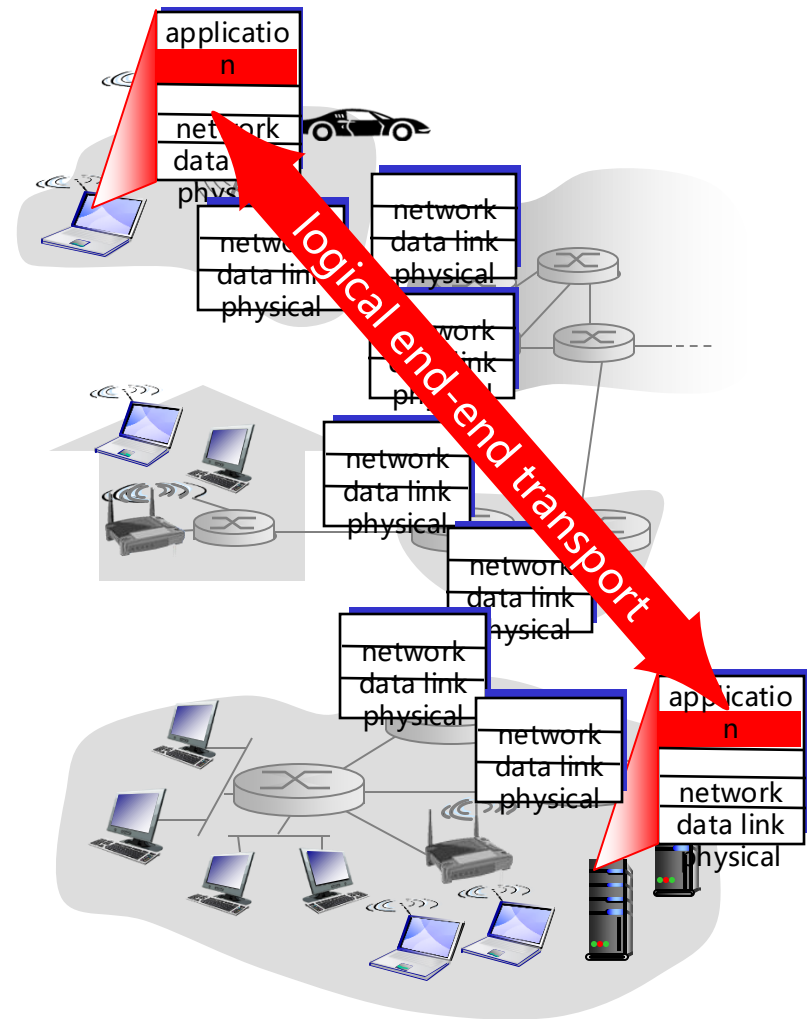 applicatio
n
network
data
physical
network
data link
physical
network
data link
physical
network
link
physical
logical end-end transport
network
data link
physical
network
data link
physical
network
data link
physical
network
data link
physical
applicatio
n
network
data link
physical